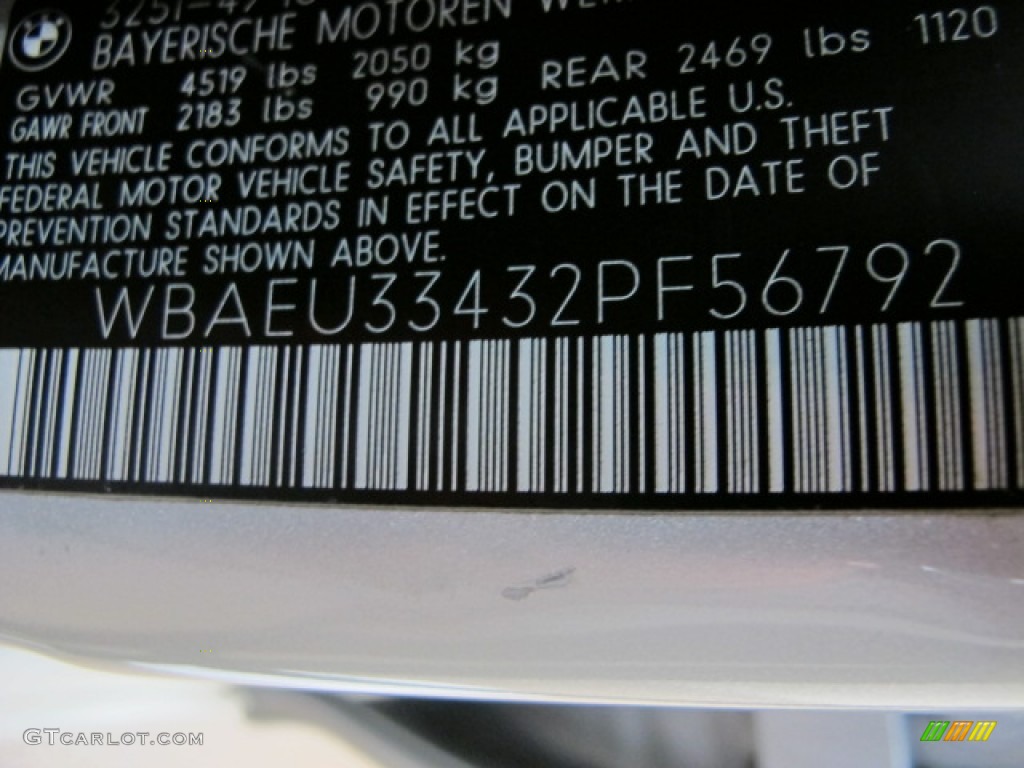 BAYERISCHE MOTOREN
GVWR 4519 lbs 2050 kg
GAWR FRONT 2183 lbs 990 kg REAR 2469 lbs 1120
THIS VEHICLE CONFORMS TO ALL APPLICABLE U.S.
FEDERAL MOTOR VEHICLE SAFETY, BUMPER AND THEFT
PREVENTION STANDARDS IN EFFECT ON THE DATE OF
MANUFACTURE SHOWN ABOVE.
WBAEU33432PF56792
GTcarlot.com